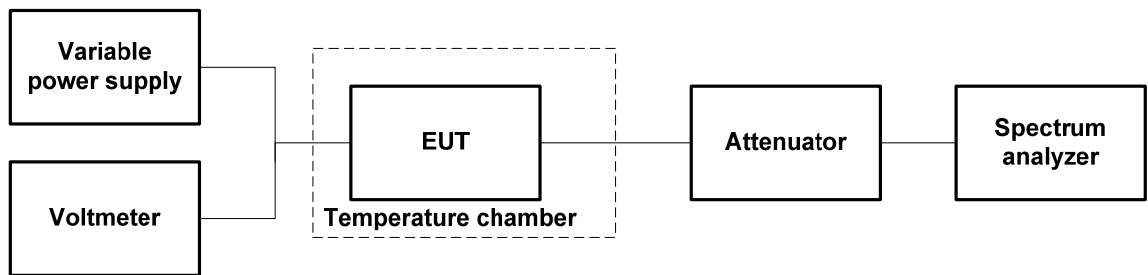 Variable
power supply
Voltmeter
EUT
Temperature chamber
Attenuator
Spectrum
analyzer